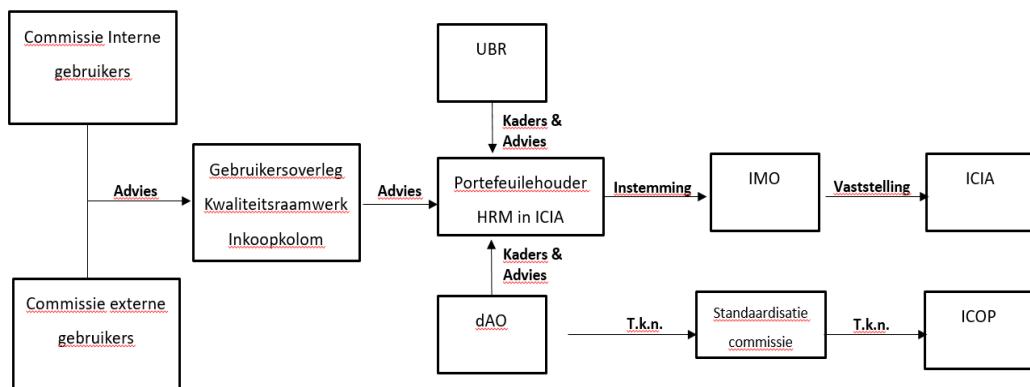 Commissie Interne
gebruikers
UBR
Kaders &
Advies
Advies
Gebruikersoverleg
Kwaliteitsraamwerk
Inkoopkolom
Advies
Portefeuilehouder
HRM in ICIA
Instemming
IMO
Vaststelling
ICIA
Kaders &
Advies
Commissie externe
gebruikers
dAO
T.k.n.
Standaardisatie
commissie
T.k.n.
ICOP